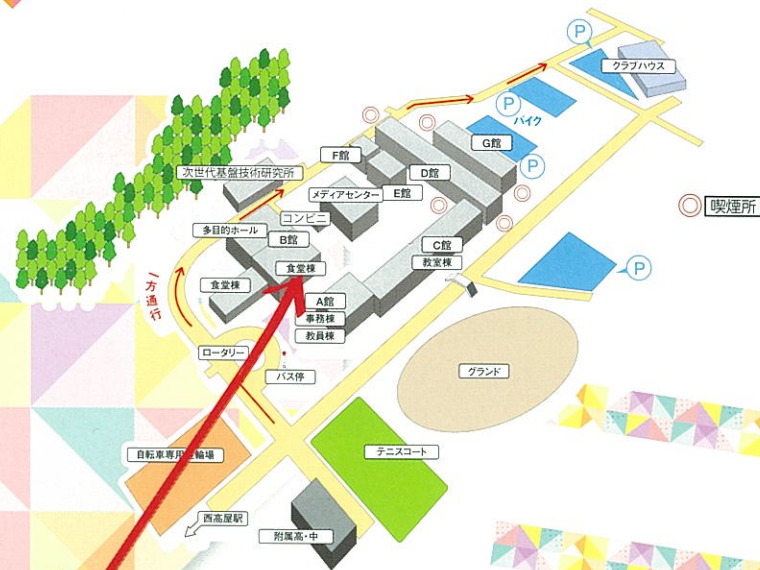 P
クラブハウス
P
バイク
G館
P
F館
D館
次世代基盤技術研究所
E館
メディアセンター
喫煙所
コンビニ
多目的ホール
B館
C館
教室棟
食堂棟
P
食堂棟
一方通行
A館
事務棟
教員棟
ロータリー
バス停
グランド
自転車専用
輪場
テニスコート
西高屋駅
附属高・中